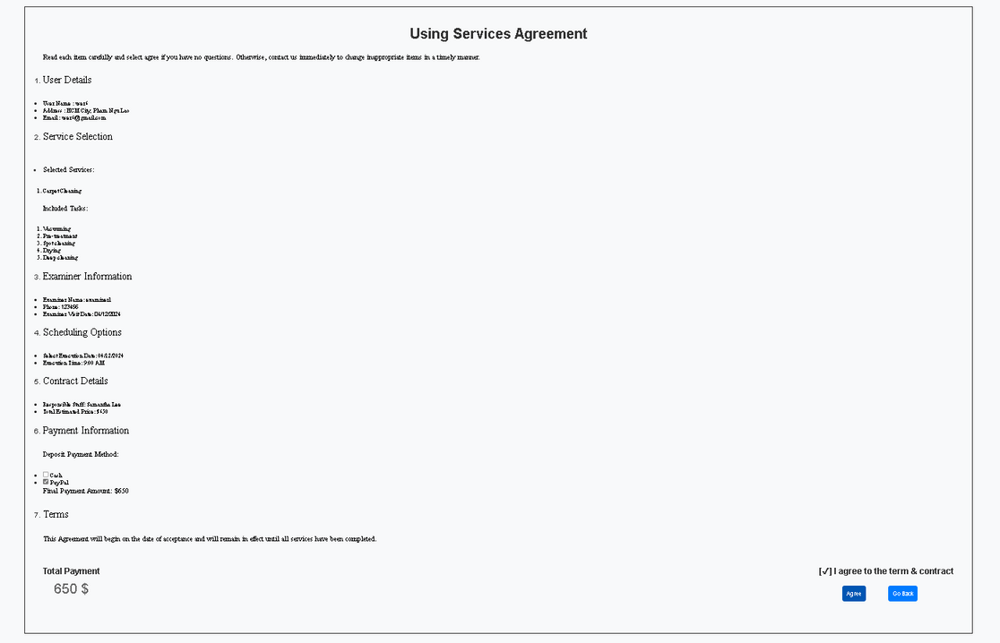 Using Services Agreement
Read each item carefully and select agree if you have no questions. Otherwise, contact us immediately to change inappropriate items in a timely manner.
1. User Details
User Name :
Address : HCM City, Pham Ngu Lao
Email :
2. Service Selection
Selected Services:
1. Carpet Cleaning
Included Tasks:
1. Vacuuming
2. Pre-treatment
3. Spot cleaning
4. Drying
5. Deep cleaning
3. Examiner Information
Examiner Name: examiner1
Phone: 123456
Examiner Visit Date: 04/12/2024
4. Scheduling Options
Select Execution Date: 04/12/2024
Execution Time: 9:00 AM
5. Contract Details
Responsible Staff: Samantha Lee
Total Estimated Price: $650
6. Payment Information
Deposit Payment Method:
Cash
PayPal
Final Payment Amount: $650
7. Terms
This Agreement will begin on the date of acceptance and will remain in effect until all services have been completed.
Total Payment
650 $
[✓] I agree to the term & contract
Agree
Go Back